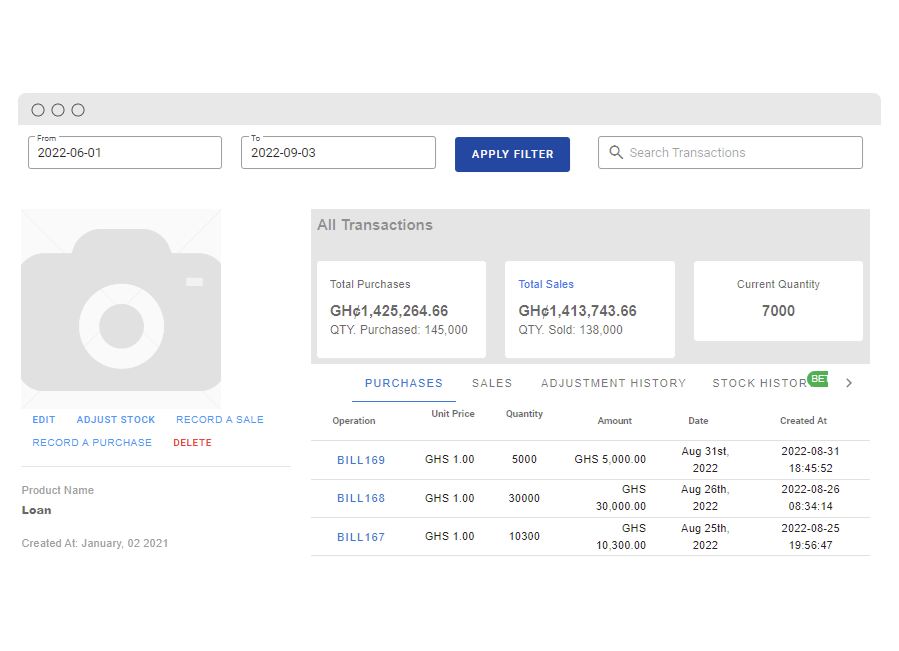 From
2022-06-01
To
2022-09-03
APPLY FILTER
Search Transactions
All Transactions
Total Purchases
GH¢1,425,264.66
QTY. Purchased: 145,000
Total Sales
GH¢1,413,743.66
QTY. Sold: 138,000
Current Quantity
7000
EDIT ADJUST STOCK RECORD A SALE
RECORD A PURCHASE DELETE
Product Name
Loan
Created At: January, 02 2021
PURCHASES SALES ADJUSTMENT HISTORY STOCK HISTOR BET
Operation Unit Price Quantity Amount Date Created At
BILL169 GHS 1.00 5000 GHS 5,000.00 Aug 31st, 2022-08-31
2022 18:45:52
BILL168 GHS 1.00 30000 GHS Aug 26th, 2022-08-26
30,000.00 2022 08:34:14
BILL167 GHS 1.00 10300 GHS Aug 25th, 2022-08-25
10,300.00 2022 19:56:47